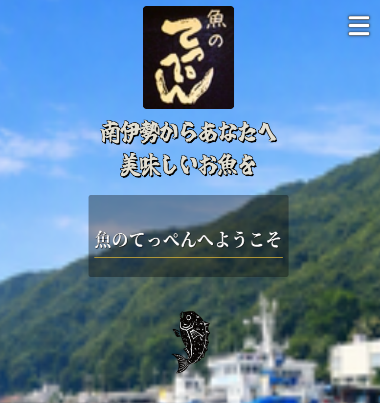 魚の
てっぺん
南伊勢からあなたへ
美味しいお魚を
魚のてっぺんへようこそ